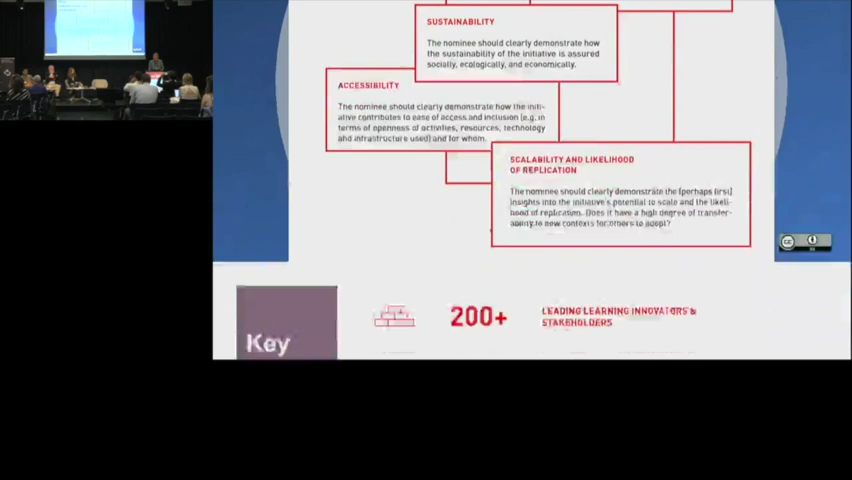 SUSTAINABILITY
The nominee should clearly demonstrate how
the sustainability of the initiative is assured
socially, ecologically, and economically.
ACCESSIBILITY
The nominee should clearly demonstrate how the initi-
ative contributes to ease of access and inclusion (e.g. in
terms of openness of activities, resources, technology
and infrastructure used) and for whom.
SCALABILITY AND LIKELIHOOD
OF REPLICATION
The nominee should clearly demonstrate the (perhaps first)
insights into the initiative's potential to scale and the likeli-
hood of replication. Does it have a high degree of transfer-
ability to new contexts for others to adopt?
cc
Key
200+
LEADING LEARNING INNOVATORS &
STAKEHOLDERS